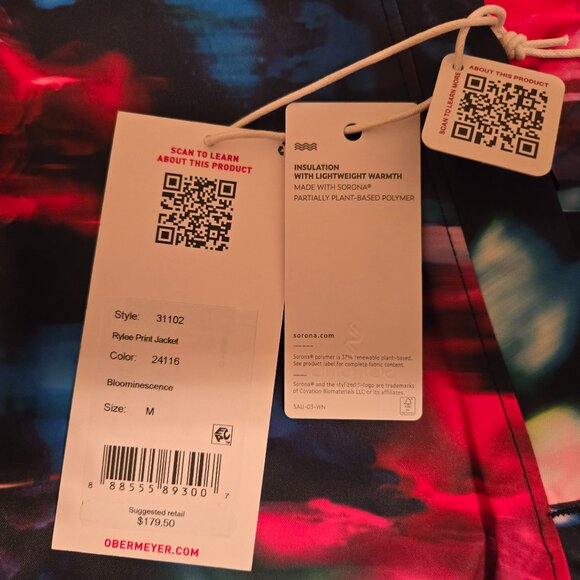 SCAN TO LEARN
ABOUT THIS PRODUCT
Style: 31102
Rylee Print Jacket
Color: 24116
Bloominescence
Size: M
8 88555 89300 7
Suggested retail
$179.50
OBERMEYER.COM
INSULATION
WITH LIGHTWEIGHT WARMTH
MADE WITH SORONA®
PARTIALLY PLANT-BASED POLYMER
sorona.com
Sorona® polymer is 37% renewable plant-based.
See product label for complete fabric content.
Sorona® and the stylized S logo are trademarks
of Covation Biomaterials LLC or its affiliates.
SAU-03-WN
ABOUT THIS PRODUCT
SCAN TO LEARN MORE